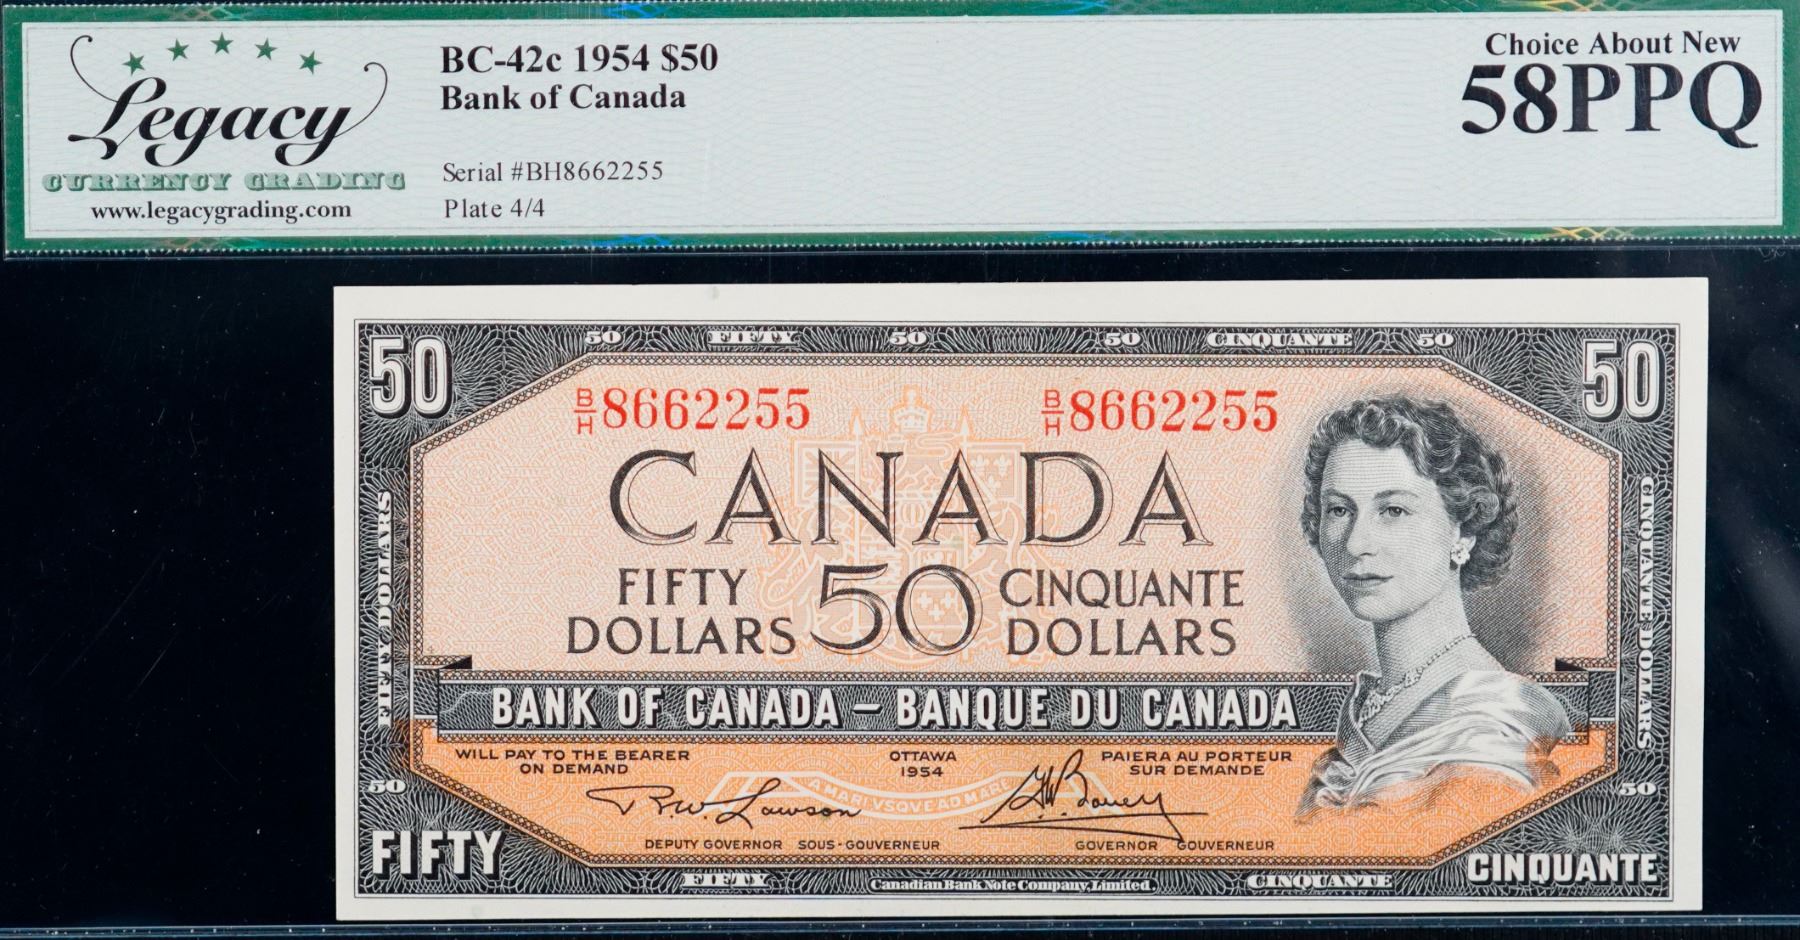 Legacy
CURRENCY GRADING
www.legacygrading.com
BC-42c 1954 $50
Bank of Canada
Serial #BH8662255
Plate 4/4
Choice About New
58PPQ
50 FIFTY 50 50 CINQUANTE 50
50 50
B/H 8662255 B/H 8662255
CANADA
FIFTY 50 CINQUANTE
DOLLARS DOLLARS
FIFTY DOLLARS
CINQUANTE DOLLARS
BANK OF CANADA – BANQUE DU CANADA
WILL PAY TO THE BEARER OTTAWA PAIERA AU PORTEUR
ON DEMAND 1954 SUR DEMANDE
50 50
A MARI VSQVE AD MARE
R.W. Lawson
DEPUTY GOVERNOR SOUS-GOUVERNEUR GOVERNOR GOUVERNEUR
FIFTY CINQUANTE
FIFTY Canadian Bank Note Company, Limited. CINQUANTE